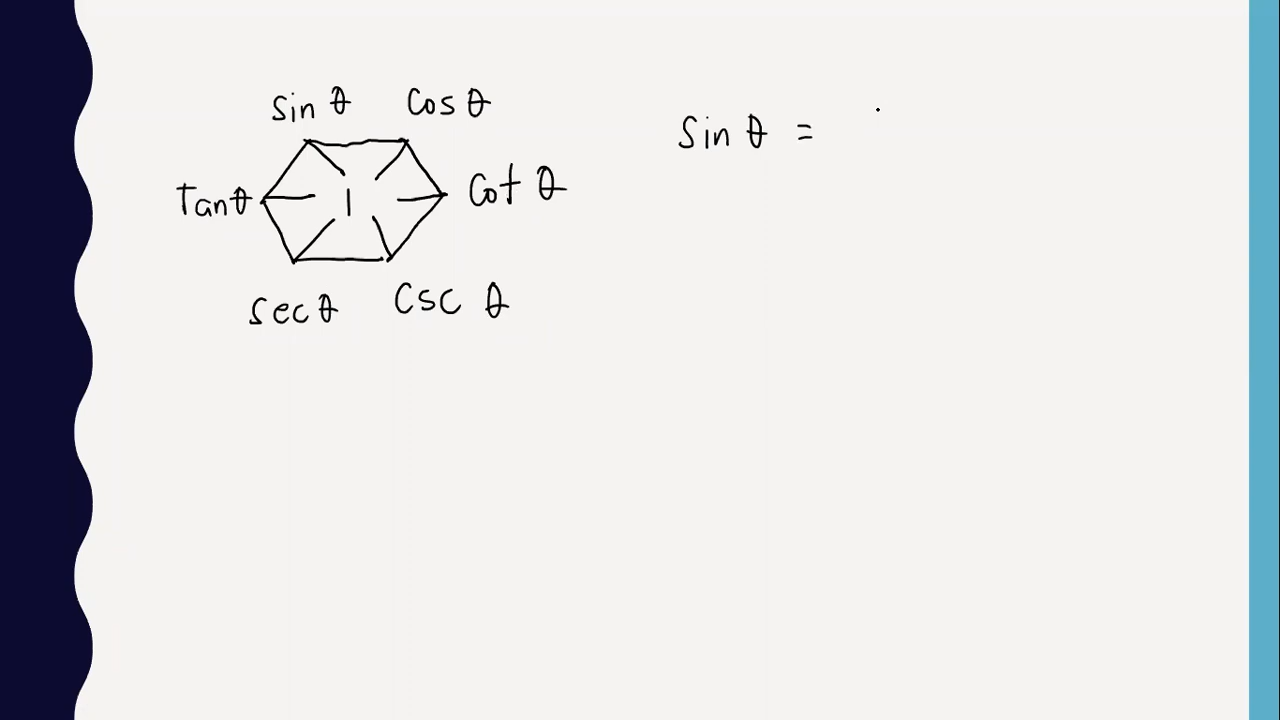 Sin θ Cos θ
Sin θ =
Tan θ 1 Cot θ
Sec θ Csc θ